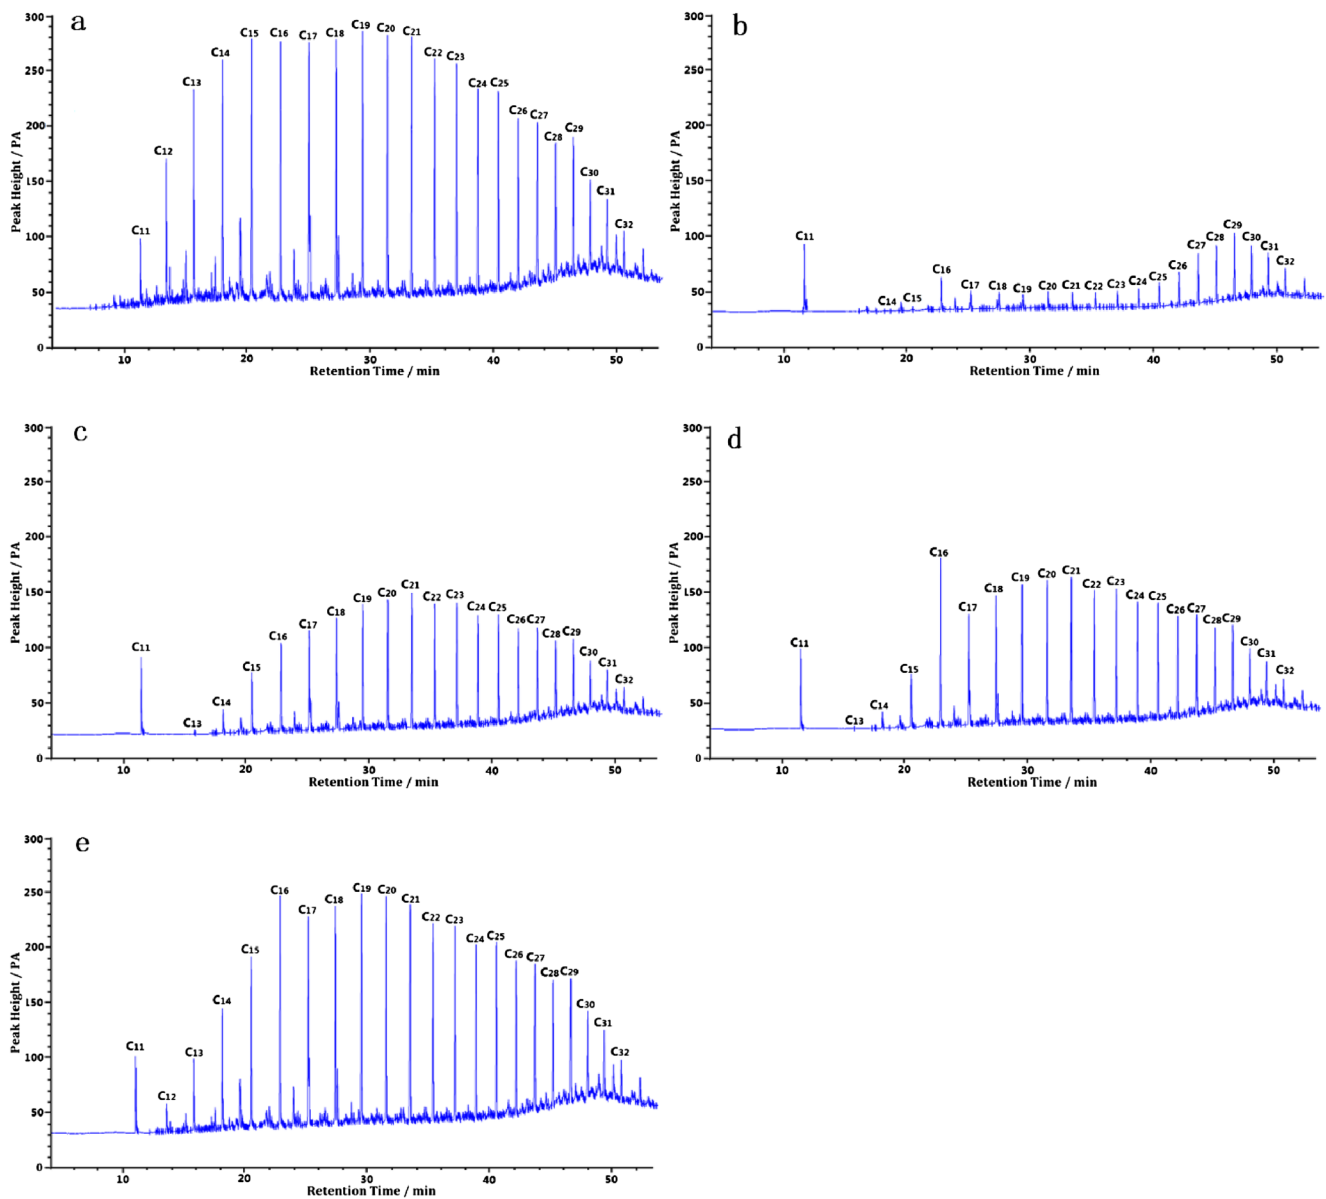 a
300
250
200
150
100
50
0
C11 C12 C13 C14 C15 C16 C17 C18 C19 C20 C21 C22 C23 C24 C25 C26 C27 C28 C29 C30 C31 C32
10 20 30 40 50
Peak Height / PA
Retention Time / min
b
300
250
200
150
100
50
0
C11 C14 C15 C16 C17 C18 C19 C20 C21 C22 C23 C24 C25 C26 C27 C28 C29 C30 C31 C32
10 20 30 40 50
Peak Height / PA
Retention Time / min
c
300
250
200
150
100
50
0
C11 C13 C14 C15 C16 C17 C18 C19 C20 C21 C22 C23 C24 C25 C26 C27 C28 C29 C30 C31 C32
10 20 30 40 50
Peak Height / PA
Retention Time / min
d
300
250
200
150
100
50
0
C11 C13 C14 C15 C16 C17 C18 C19 C20 C21 C22 C23 C24 C25 C26 C27 C28 C29 C30 C31 C32
10 20 30 40 50
Peak Height / PA
Retention Time / min
e
300
250
200
150
100
50
0
C11 C12 C13 C14 C15 C16 C17 C18 C19 C20 C21 C22 C23 C24 C25 C26 C27 C28 C29 C30 C31 C32
10 20 30 40 50
Peak Height / PA
Retention Time / min